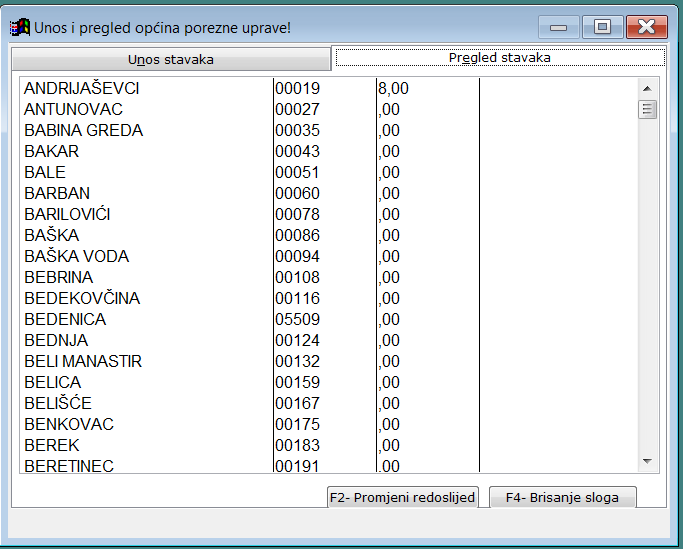 Unos i pregled općina porezne uprave!
Unos stavaka Pregled stavaka
ANDRIJAŠEVCI 00019 8,00
ANTUNOVAC 00027 ,00
BABINA GREDA 00035 ,00
BAKAR 00043 ,00
BALE 00051 ,00
BARBAN 00060 ,00
BARILOVIĆI 00078 ,00
BAŠKA 00086 ,00
BAŠKA VODA 00094 ,00
BEBRINA 00108 ,00
BEDEKOVČINA 00116 ,00
BEDENICA 05509 ,00
BEDNJA 00124 ,00
BELI MANASTIR 00132 ,00
BELICA 00159 ,00
BELIŠĆE 00167 ,00
BENKOVAC 00175 ,00
BEREK 00183 ,00
BERETINEC 00191 ,00
F2- Promjeni redoslijed F4- Brisanje sloga